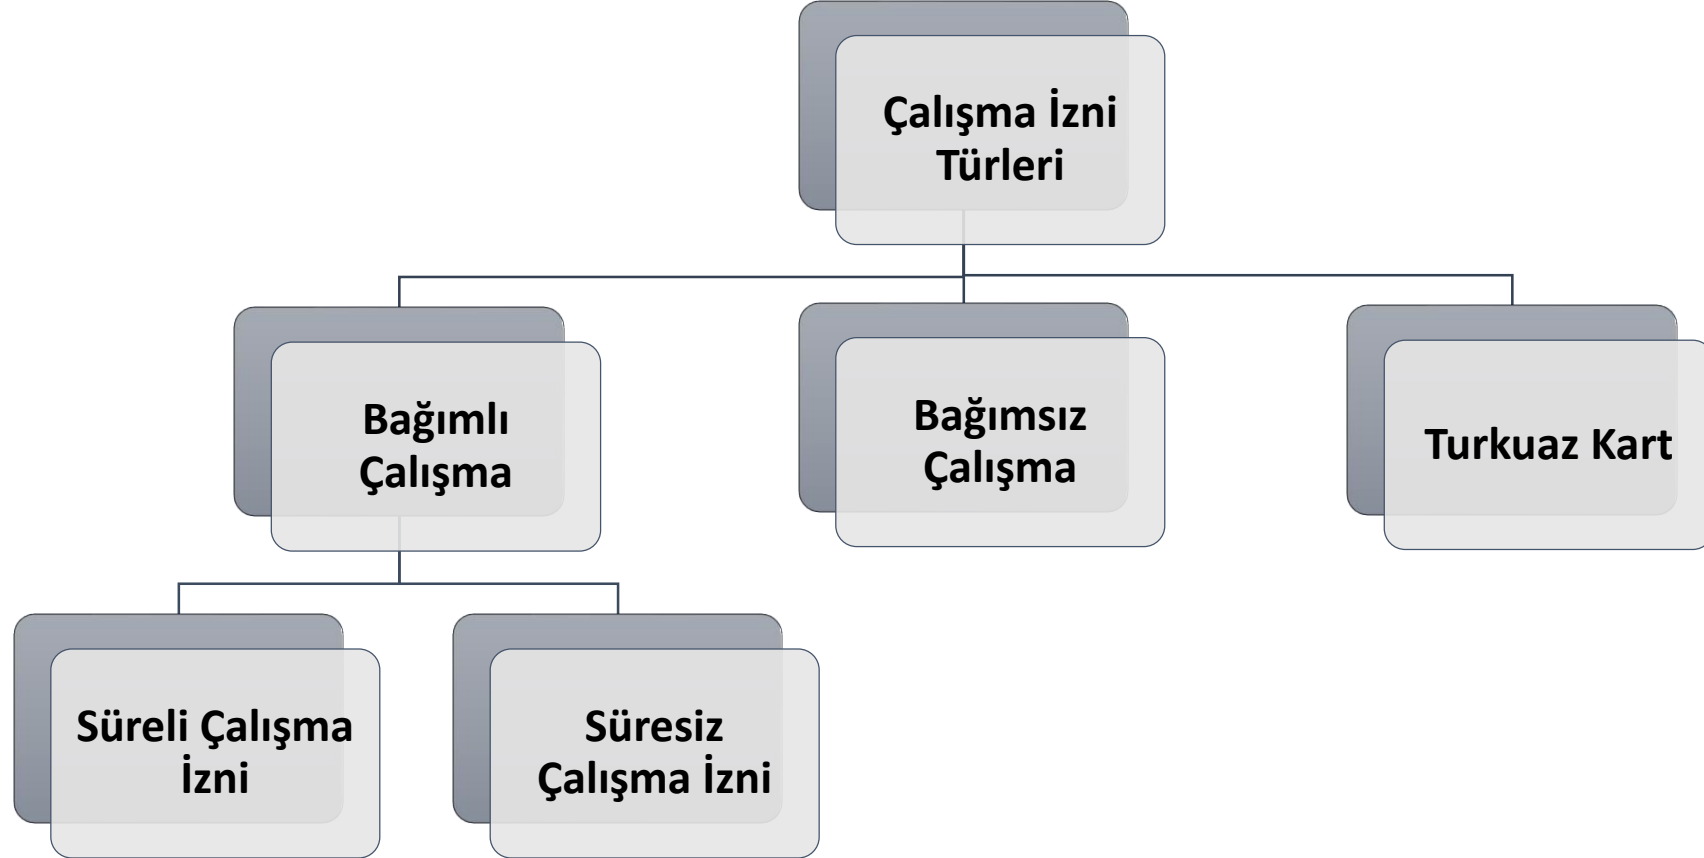 Çalışma İzni
Türleri
Bağımlı
Çalışma
Bağımsız
Çalışma
Turkuaz Kart
Süreli Çalışma
İzni
Süresiz
Çalışma İzni